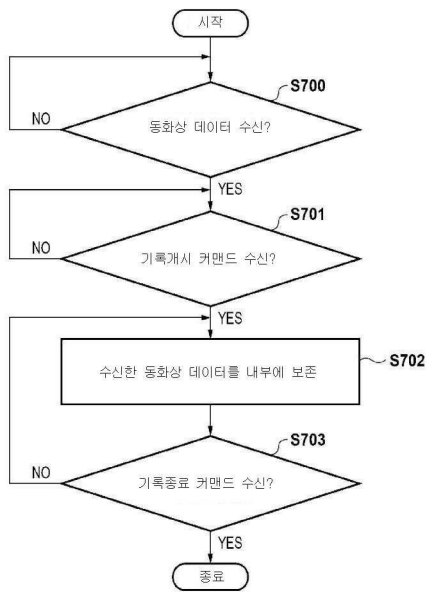 시작
S700
동화상 데이터 수신?
NO
YES
S701
기록개시 커맨드 수신?
NO
YES
수신한 동화상 데이터를 내부에 보존
S702
S703
기록종료 커맨드 수신?
NO
YES
종료